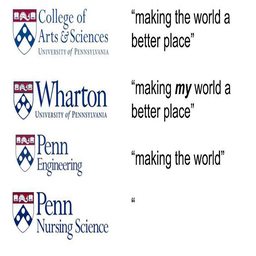 College of
Arts & Sciences
UNIVERSITY of PENNSYLVANIA
“making the world a
better place”
Wharton
UNIVERSITY of PENNSYLVANIA
“making my world a
better place”
Penn
Engineering
“making the world”
Penn
Nursing Science
“